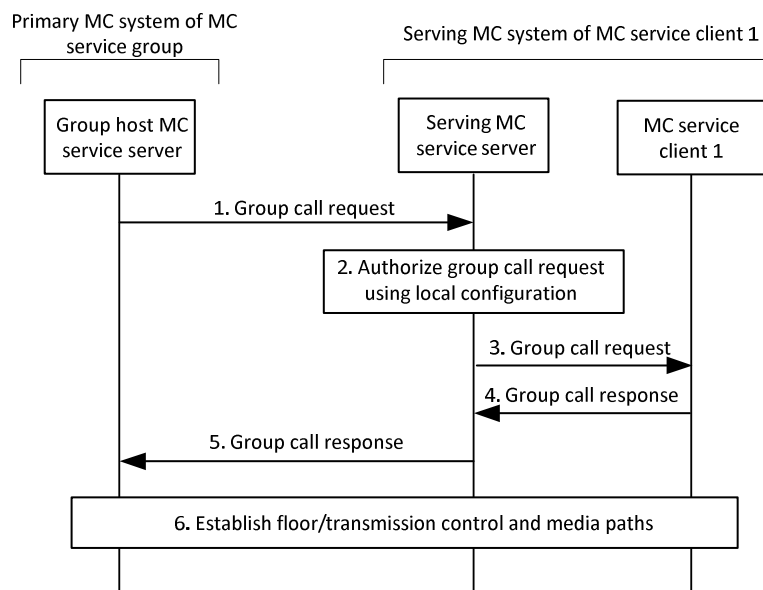 Primary MC system of MC
service group
Serving MC system of MC service client 1
Group host MC
service server
Serving MC
service server
MC service
client 1
1. Group call request
2. Authorize group call request
using local configuration
3. Group call request
4. Group call response
5. Group call response
6. Establish floor/transmission control and media paths